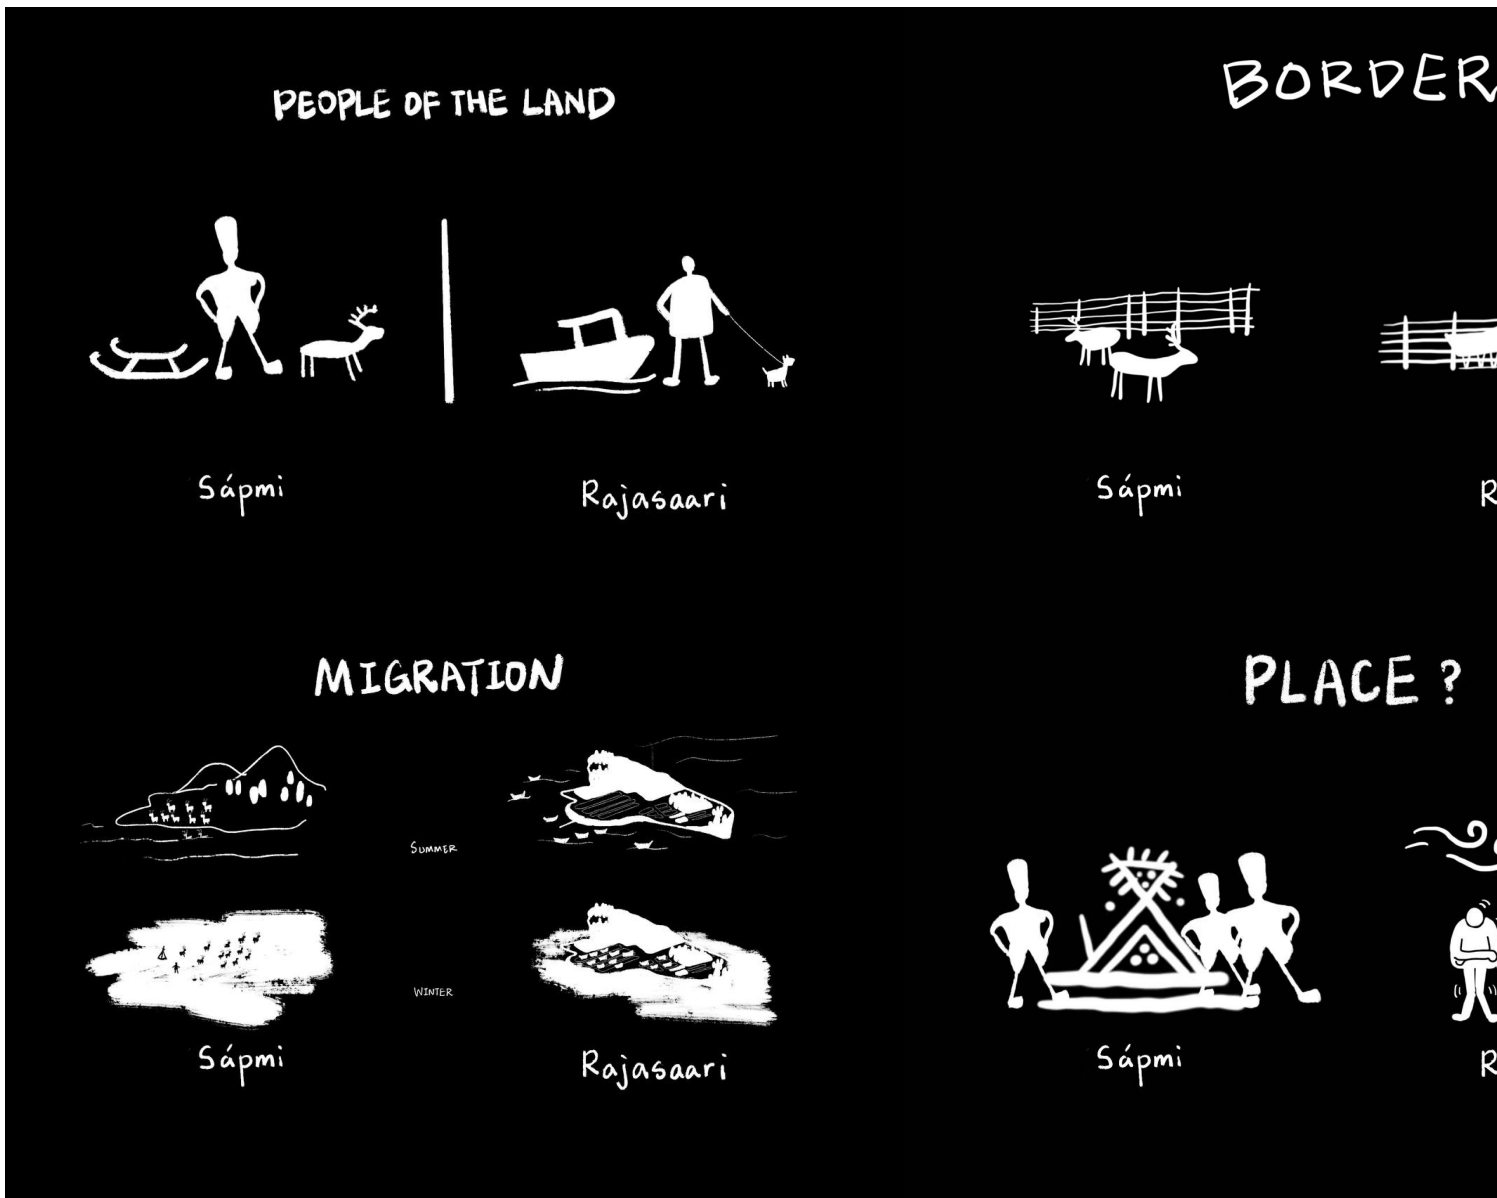 PEOPLE OF THE LAND
Sápmi
Rajasaari
BORDER
Sápmi
R
MIGRATION
SUMMER
WINTER
Sápmi
Rajasaari
PLACE ?
Sápmi
R